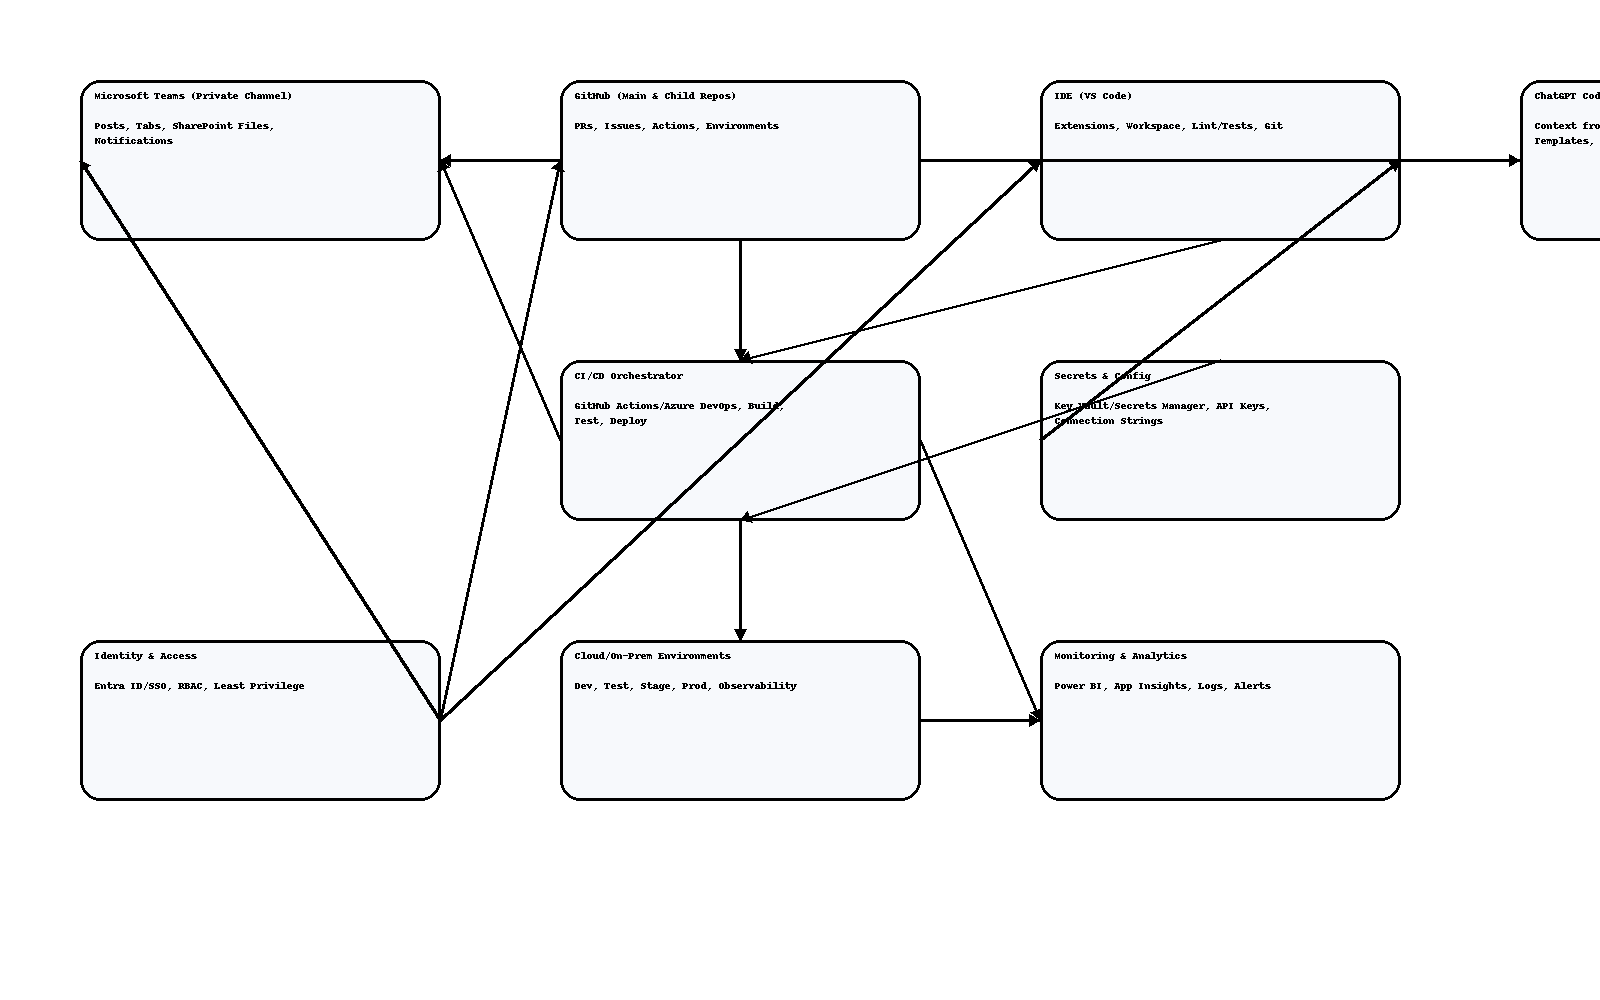 Microsoft Teams (Private Channel)
Posts, Tabs, SharePoint Files,
Notifications
GitHub (Main & Child Repos)
PRs, Issues, Actions, Environments
IDE (VS Code)
Extensions, Workspace, Lint/Tests, Git
ChatGPT Cod
Context fro
Templates,
CI/CD Orchestrator
GitHub Actions/Azure DevOps, Build,
Test, Deploy
Secrets & Config
Key Vault/Secrets Manager, API Keys,
Connection Strings
Identity & Access
Entra ID/SSO, RBAC, Least Privilege
Cloud/On-Prem Environments
Dev, Test, Stage, Prod, Observability
Monitoring & Analytics
Power BI, App Insights, Logs, Alerts